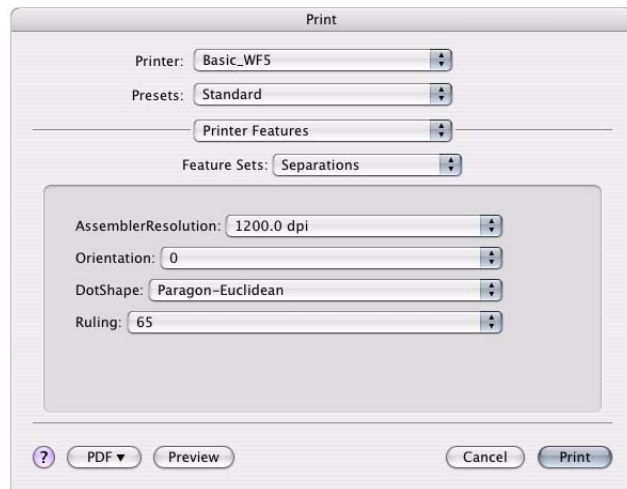 Print
Printer: Basic_WF5
Presets: Standard
Printer Features
Feature Sets: Separations
AssemblerResolution: 1200.0 dpi
Orientation: 0
DotShape: Paragon-Euclidean
Ruling: 65
? PDF ▼ Preview Cancel Print